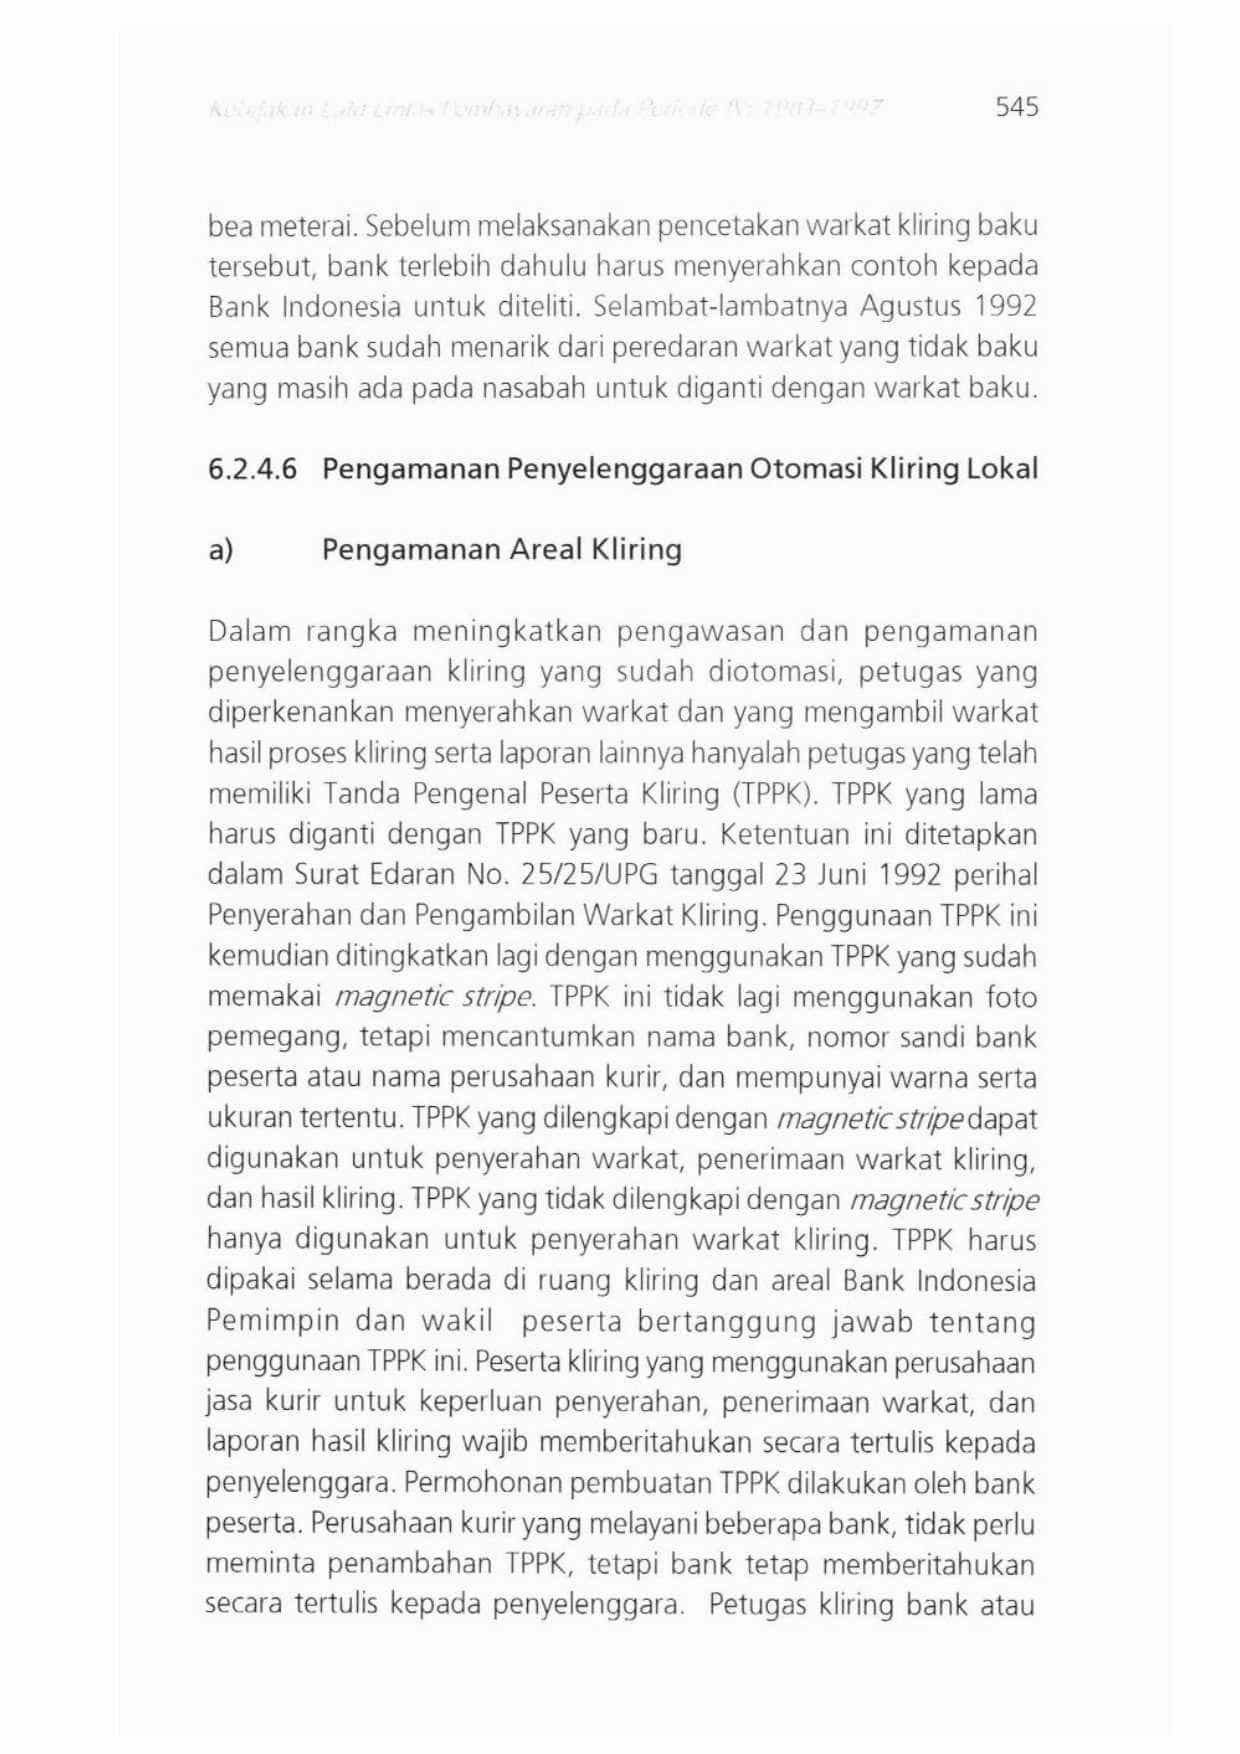 pada Periode IV: 1983–1997 545
bea meterai. Sebelum melaksanakan pencetakan warkat kliring baku
tersebut, bank terlebih dahulu harus menyerahkan contoh kepada
Bank Indonesia untuk diteliti. Selambat-lambatnya Agustus 1992
semua bank sudah menarik dari peredaran warkat yang tidak baku
yang masih ada pada nasabah untuk diganti dengan warkat baku.
6.2.4.6 Pengamanan Penyelenggaraan Otomasi Kliring Lokal
a) Pengamanan Areal Kliring
Dalam rangka meningkatkan pengawasan dan pengamanan
penyelenggaraan kliring yang sudah diotomasi, petugas yang
diperkenankan menyerahkan warkat dan yang mengambil warkat
hasil proses kliring serta laporan lainnya hanyalah petugas yang telah
memiliki Tanda Pengenal Peserta Kliring (TPPK). TPPK yang lama
harus diganti dengan TPPK yang baru. Ketentuan ini ditetapkan
dalam Surat Edaran No. 25/25/UPG tanggal 23 Juni 1992 perihal
Penyerahan dan Pengambilan Warkat Kliring. Penggunaan TPPK ini
kemudian ditingkatkan lagi dengan menggunakan TPPK yang sudah
memakai magnetic stripe. TPPK ini tidak lagi menggunakan foto
pemegang, tetapi mencantumkan nama bank, nomor sandi bank
peserta atau nama perusahaan kurir, dan mempunyai warna serta
ukuran tertentu. TPPK yang dilengkapi dengan magnetic stripe dapat
digunakan untuk penyerahan warkat, penerimaan warkat kliring,
dan hasil kliring. TPPK yang tidak dilengkapi dengan magnetic stripe
hanya digunakan untuk penyerahan warkat kliring. TPPK harus
dipakai selama berada di ruang kliring dan areal Bank Indonesia
Pemimpin dan wakil peserta bertanggung jawab tentang
penggunaan TPPK ini. Peserta kliring yang menggunakan perusahaan
jasa kurir untuk keperluan penyerahan, penerimaan warkat, dan
laporan hasil kliring wajib memberitahukan secara tertulis kepada
penyelenggara. Permohonan pembuatan TPPK dilakukan oleh bank
peserta. Perusahaan kurir yang melayani beberapa bank, tidak perlu
meminta penambahan TPPK, tetapi bank tetap memberitahukan
secara tertulis kepada penyelenggara. Petugas kliring bank atau